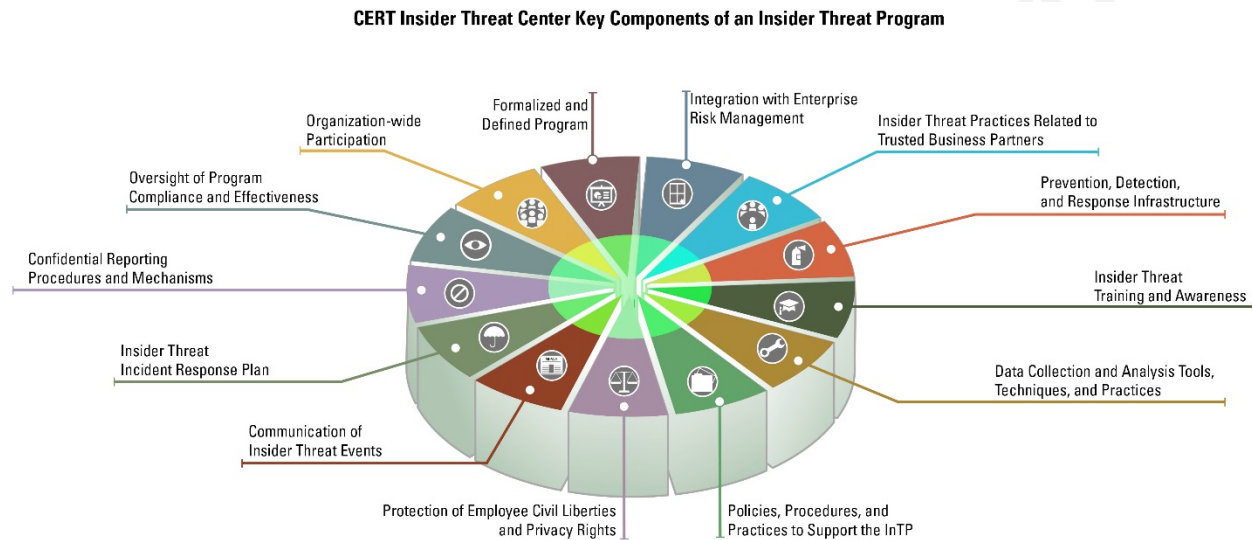 CERT Insider Threat Center Key Components of an Insider Threat Program
Formalized and
Defined Program
Integration with Enterprise
Risk Management
Organization-wide
Participation
Insider Threat Practices Related to
Trusted Business Partners
Oversight of Program
Compliance and Effectiveness
Prevention, Detection,
and Response Infrastructure
Confidential Reporting
Procedures and Mechanisms
Insider Threat
Training and Awareness
Insider Threat
Incident Response Plan
Data Collection and Analysis Tools,
Techniques, and Practices
Communication of
Insider Threat Events
Protection of Employee Civil Liberties
and Privacy Rights
Policies, Procedures, and
Practices to Support the InTP